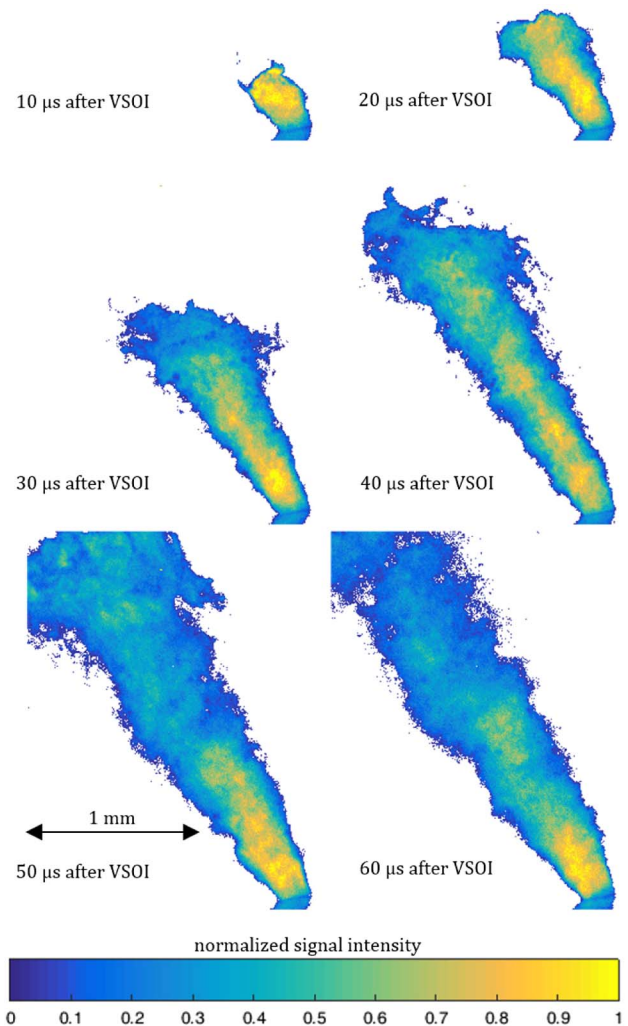 10 µs after VSOI
20 µs after VSOI
30 µs after VSOI
40 µs after VSOI
1 mm
50 µs after VSOI
60 µs after VSOI
normalized signal intensity
0 0.1 0.2 0.3 0.4 0.5 0.6 0.7 0.8 0.9 1